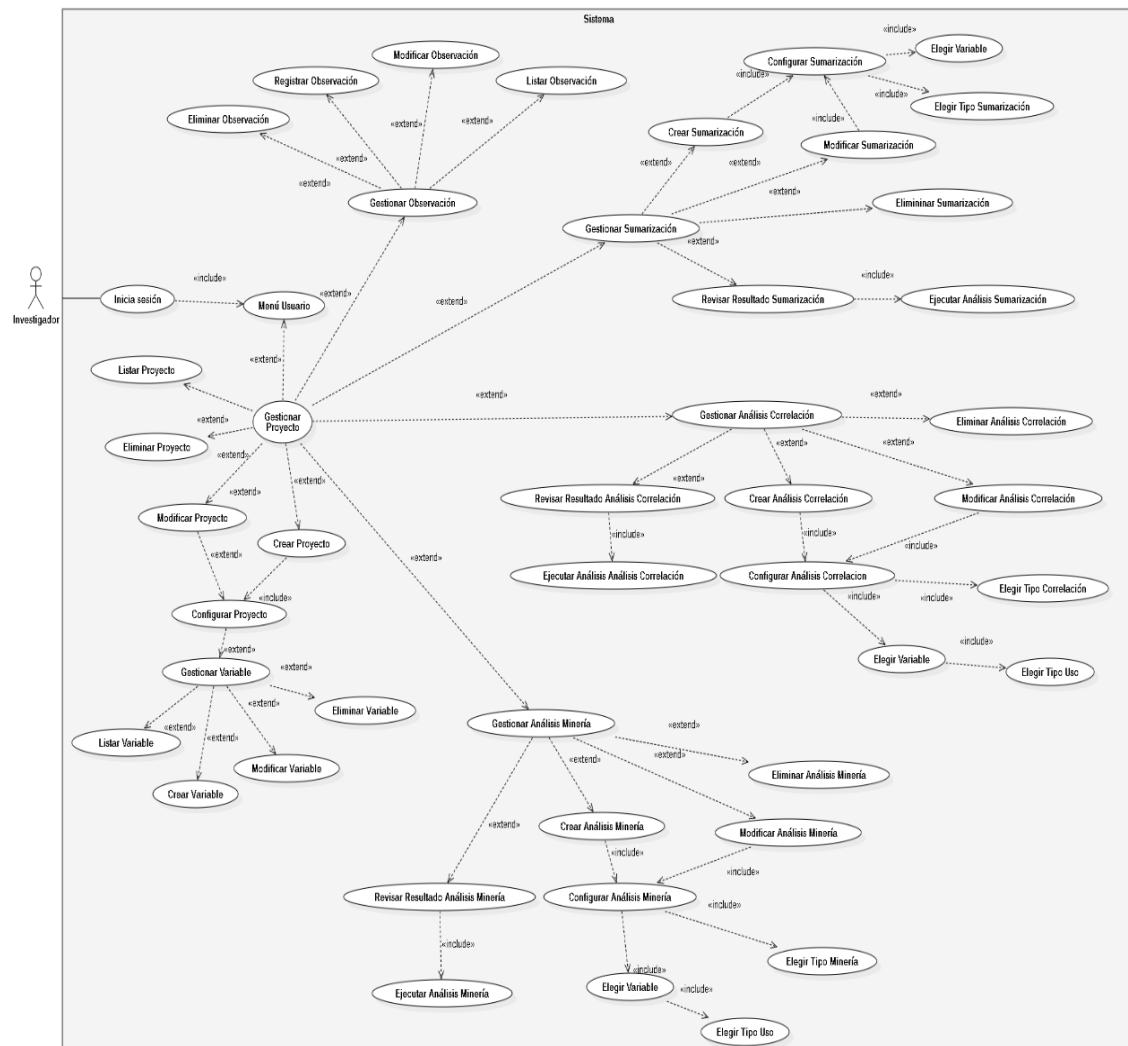 Sistoma
«include»
Modificar Observación
Elegir Variable
Configurar Sumarización
Registrar Observación
Listar Observación
«include»
«include»
Elegir Tipo Sumarización
Eliminar Observación
«extend»
«extend»
«include»
Crear Sumarización
Modificar Sumarización
«extend»
«extend»
«extend»
«extend»
«extend»
Gestionar Observación
Elimininar Sumarización
Gestionar Sumarización
«extend»
«include»
«include»
Inicia sesión
Menú Usuario
«extend»
«extend»
Revisar Resultado Sumarización
Ejecutar Análisis Sumarización
Investigador
«extend»
Listar Proyecto
«extend»
«extend»
Gestionar
Proyecto
Gestionar Análisis Correlación
Eliminar Análisis Correlación
«extend»
Eliminar Proyecto
«extend»
«extend»
«extend»
«extend»
«extend»
Revisar Resultado Análisis Correlación
Crear Análisis Correlación
Modificar Análisis Correlación
«extend»
Modificar Proyecto
Crear Proyecto
«include»
«include»
«include»
«extend»
«extend»
Ejecutar Análisis Análisis Correlación
Configurar Análisis Correlacion
Elegir Tipo Correlación
«include»
«include»
«include»
Configurar Proyecto
«extend»
«include»
Elegir Variable
Elegir Tipo Uso
Gestionar Variable
«extend»
Eliminar Variable
«extend»
«extend»
«extend»
Listar Variable
Gestionar Análisis Minería
«extend»
«extend»
«extend»
Modificar Variable
Eliminar Análisis Minería
Crear Variable
«extend»
Crear Análisis Minería
Modificar Análisis Minería
«include»
«include»
Revisar Resultado Análisis Minería
Configurar Análisis Minería
«include»
«include»
Elegir Tipo Minería
«include»
Elegir Variable
«include»
Ejecutar Análisis Minería
Elegir Tipo Uso